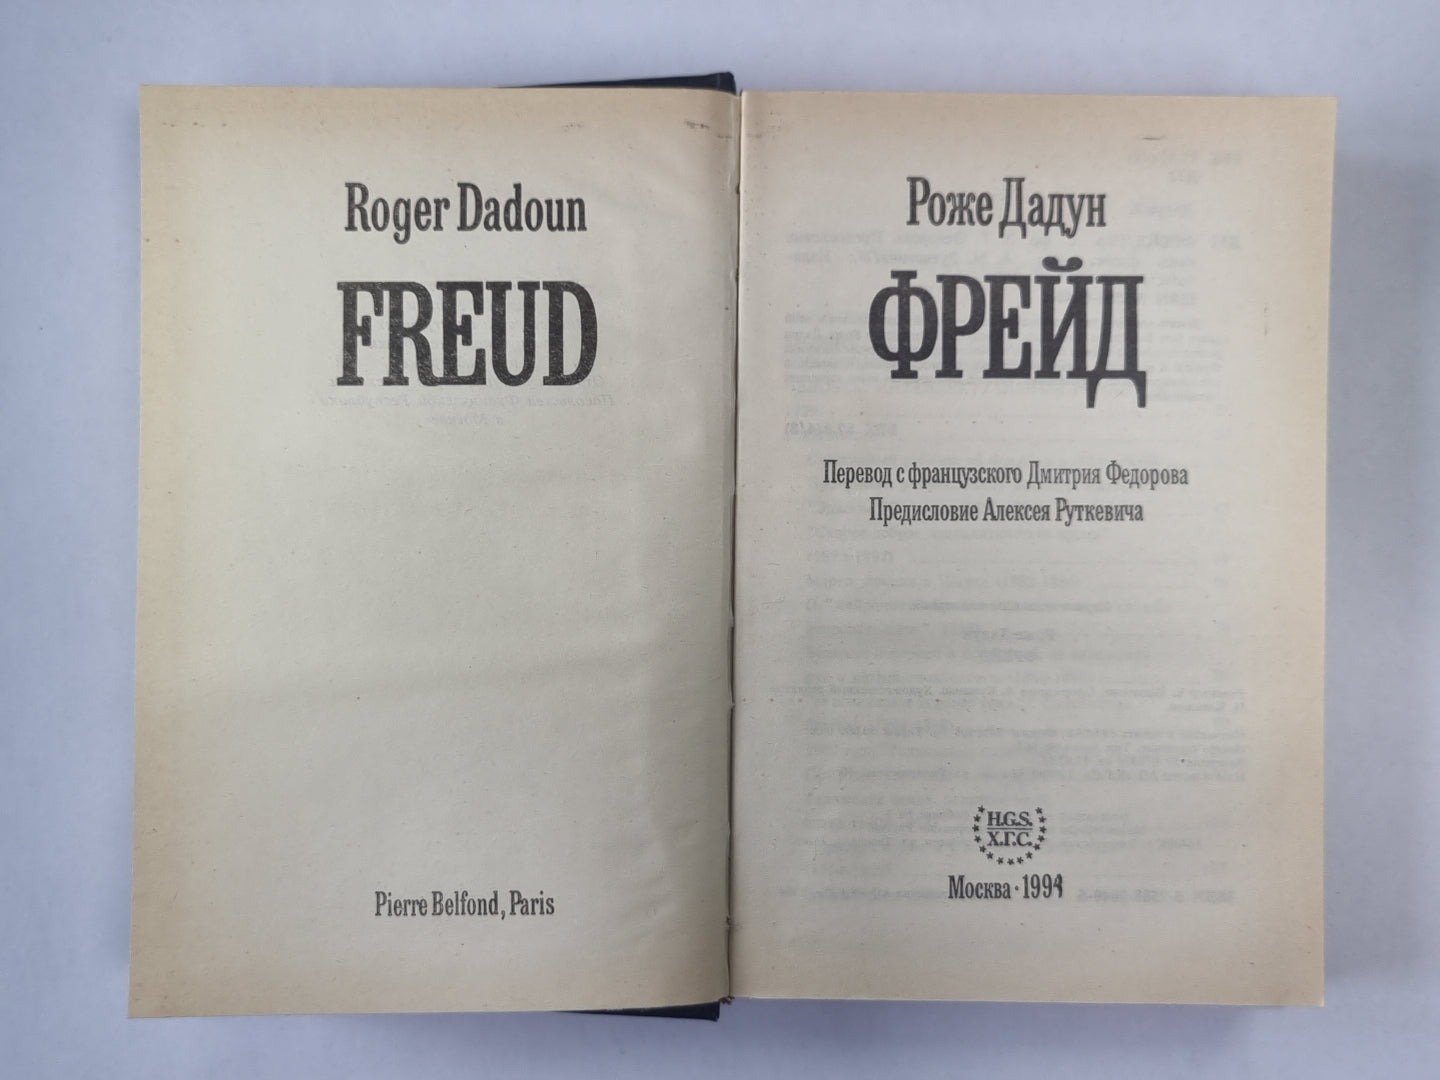 Roger Dadoun
FREUD
Pierre Belfond, Paris
Роже Дадун
ФРЕЙД
Перевод с французского Дмитрия Федорова
Предисловие Алексея Руткевича
H.G.S.
Х.Г.С.
Москва · 1994